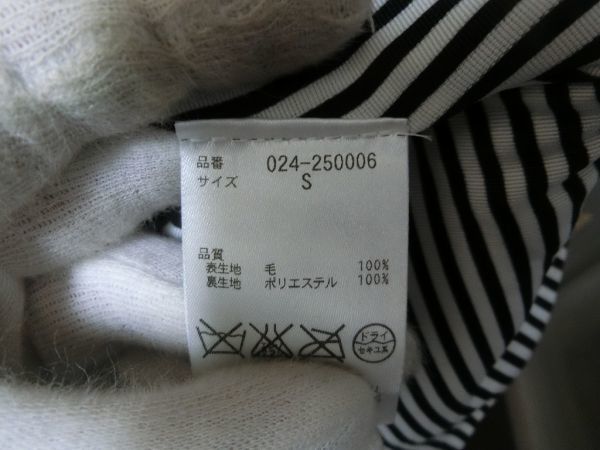 品番 024-250006
サイズ S
品質
表生地 毛 100%
裏生地 ポリエステル 100%
ドライ
セキユ系